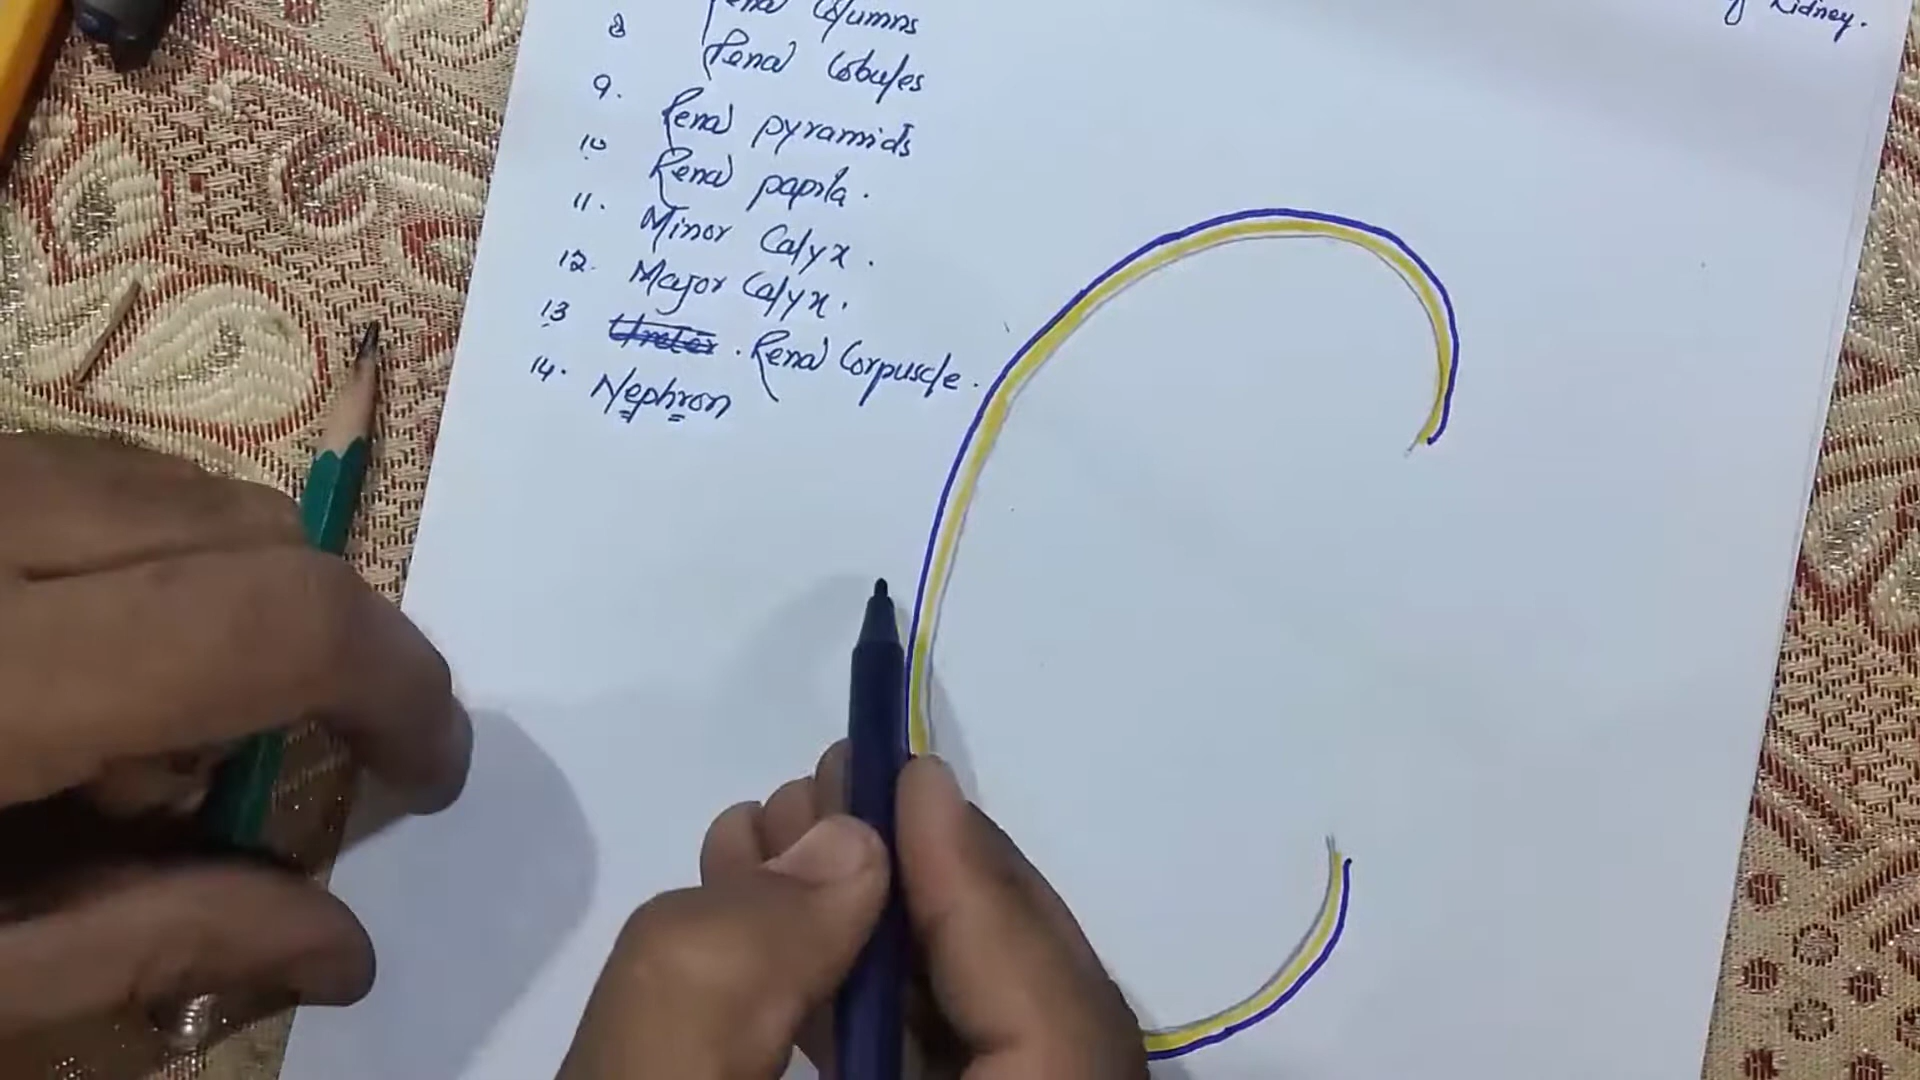 Renal Columns
8 Renal lobules
9. Renal pyramids
10 Renal papila.
11. Minor Calyx.
12. Major Calyx.
13 Ureter. Renal Corpuscle.
14. Nephron
of Kidney.